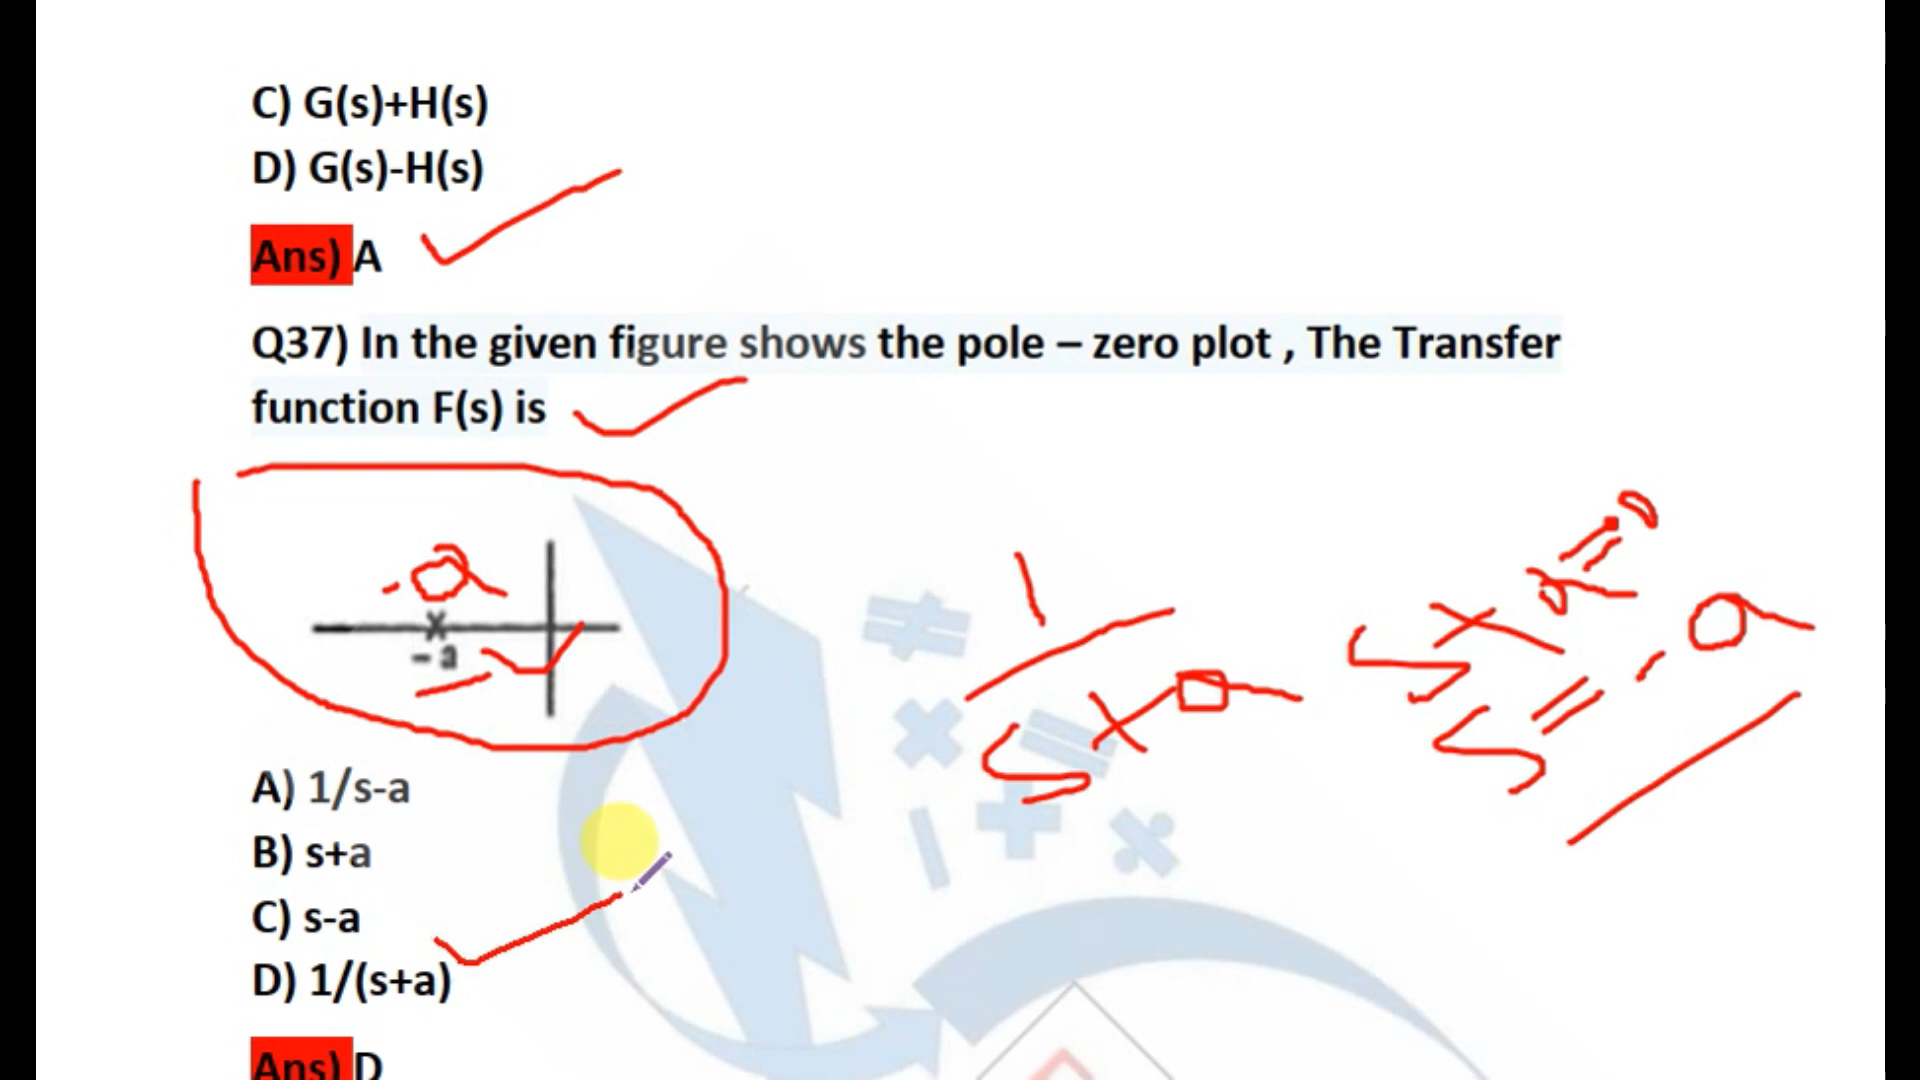 C) G(s)+H(s)
D) G(s)-H(s)
Ans) A
Q37) In the given figure shows the pole – zero plot , The Transfer
function F(s) is
- a
- a
1
s+a
s+a=0
s=-a
A) 1/s-a
B) s+a
C) s-a
D) 1/(s+a)
Ans) D